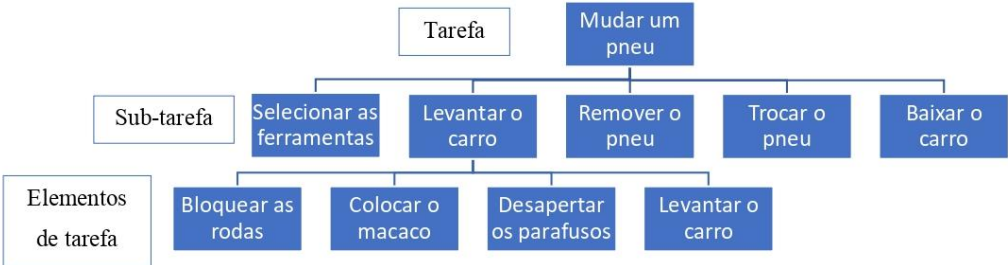 Tarefa
Mudar um
pneu
Sub-tarefa
Selecionar as
ferramentas
Levantar o
carro
Remover o
pneu
Trocar o
pneu
Baixar o
carro
Elementos
de tarefa
Bloquear as
rodas
Colocar o
macaco
Desapertar
os parafusos
Levantar o
carro